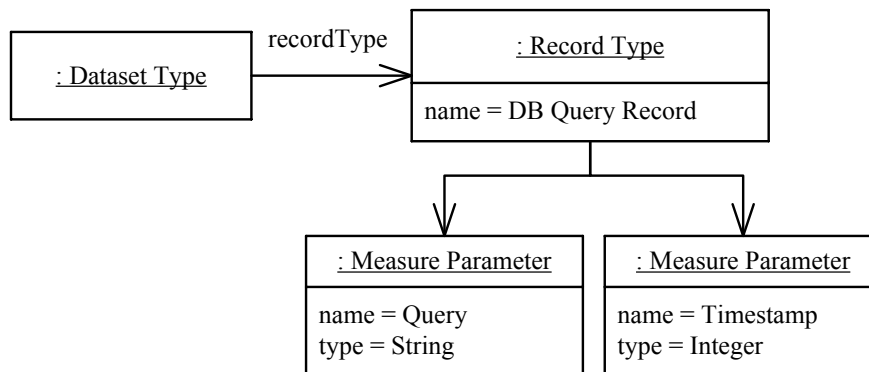 recordType
: Dataset Type
: Record Type
name = DB Query Record
: Measure Parameter
name = Query
type = String
: Measure Parameter
name = Timestamp
type = Integer